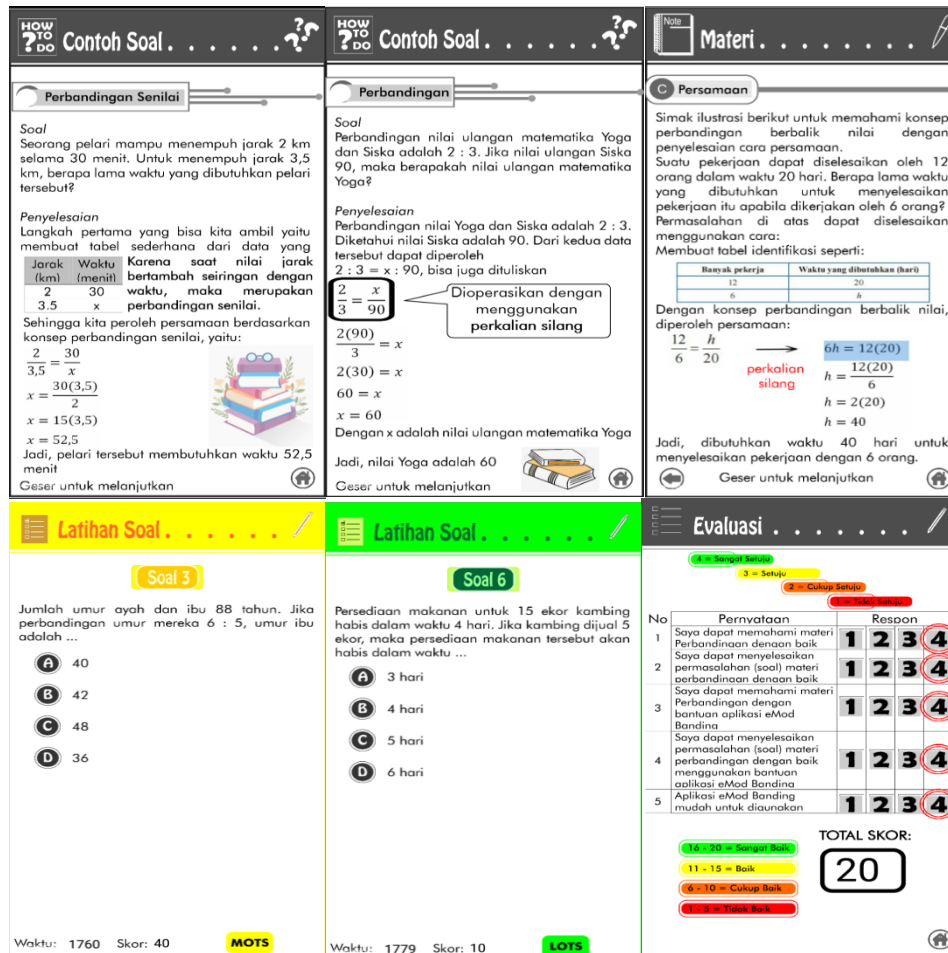 HOW TO ? DO Contoh Soal . . . . . .
Perbandingan Senilai
Soal
Seorang pelari mampu menempuh jarak 2 km
selama 30 menit. Untuk menempuh jarak 3,5
km, berapa lama waktu yang dibutuhkan pelari
tersebut?
Penyelesaian
Langkah pertama yang bisa kita ambil yaitu
membuat tabel sederhana dari data yang
Jarak (km) Waktu (menit)
2 30
3.5 x
Karena saat nilai jarak
bertambah seiringan dengan
waktu, maka merupakan
perbandingan senilai.
Sehingga kita peroleh persamaan berdasarkan
konsep perbandingan senilai, yaitu:
2/3,5 = 30/x
x = 30(3,5)/2
x = 15(3,5)
x = 52,5
Jadi, pelari tersebut membutuhkan waktu 52,5
menit
Geser untuk melanjutkan
HOW TO ? DO Contoh Soal . . . . . .
Perbandingan
Soal
Perbandingan nilai ulangan matematika Yoga
dan Siska adalah 2 : 3. Jika nilai ulangan Siska
90, maka berapakah nilai ulangan matematika
Yoga?
Penyelesaian
Perbandingan nilai Yoga dan Siska adalah 2 : 3.
Diketahui nilai Siska adalah 90. Dari kedua data
tersebut dapat diperoleh
2 : 3 = x : 90, bisa juga dituliskan
2/3 = x/90
Dioperasikan dengan
menggunakan
perkalian silang
2(90)/3 = x
2(30) = x
60 = x
x = 60
Dengan x adalah nilai ulangan matematika Yoga
Jadi, nilai Yoga adalah 60
Geser untuk melanjutkan
Note
Materi . . . . . . . .
C Persamaan
Simak ilustrasi berikut untuk memahami konsep
perbandingan berbalik nilai dengan
penyelesaian cara persamaan.
Suatu pekerjaan dapat diselesaikan oleh 12
orang dalam waktu 20 hari. Berapa lama waktu
yang dibutuhkan untuk menyelesaikan
pekerjaan itu apabila dikerjakan oleh 6 orang?
Permasalahan di atas dapat diselesaikan
menggunakan cara:
Membuat tabel identifikasi seperti:
Banyak pekerja Waktu yang dibutuhkan (hari)
12 20
6 h
Dengan konsep perbandingan berbalik nilai,
diperoleh persamaan:
12/6 = h/20
perkalian
silang
6h = 12(20)
h = 12(20)/6
h = 2(20)
h = 40
Jadi, dibutuhkan waktu 40 hari untuk
menyelesaikan pekerjaan dengan 6 orang.
Geser untuk melanjutkan
Latihan Soal . . . . . .
Soal 3
Jumlah umur ayah dan ibu 88 tahun. Jika
perbandingan umur mereka 6 : 5, umur ibu
adalah ...
A 40
B 42
C 48
D 36
Waktu: 1760 Skor: 40 MOTS
Latihan Soal . . . . . .
Soal 6
Persediaan makanan untuk 15 ekor kambing
habis dalam waktu 4 hari. Jika kambing dijual 5
ekor, maka persediaan makanan tersebut akan
habis dalam waktu ...
A 3 hari
B 4 hari
C 5 hari
D 6 hari
Waktu: 1779 Skor: 10 LOTS
Evaluasi . . . . . . .
4 = Sangat Setuju
3 = Setuju
2 = Cukup Setuju
1 = Tidak Setuju
No Pernyataan Respon
1 Saya dapat memahami materi
Perbandingan dengan baik 1 2 3 4
2 Saya dapat menyelesaikan
permasalahan (soal) materi
perbandingan dengan baik 1 2 3 4
3 Saya dapat memahami materi
Perbandingan dengan
bantuan aplikasi eMod
Banding 1 2 3 4
4 Saya dapat menyelesaikan
permasalahan (soal) materi
perbandingan dengan baik
menggunakan bantuan
aplikasi eMod Banding 1 2 3 4
5 Aplikasi eMod Banding
mudah untuk digunakan 1 2 3 4
TOTAL SKOR:
20
16 - 20 = Sangat Baik
11 - 15 = Baik
6 - 10 = Cukup Baik
1 - 5 = Tidak Baik